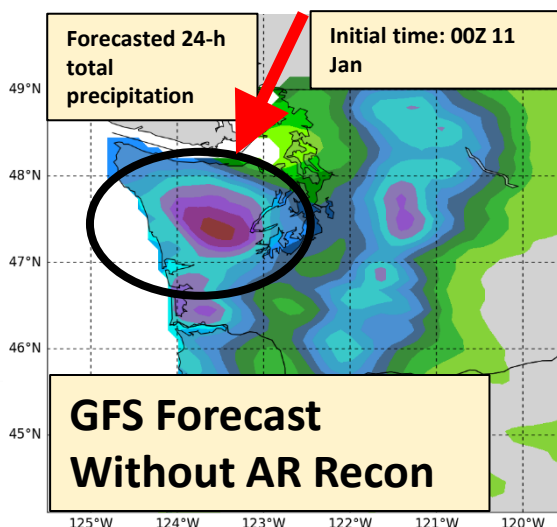 Forecasted 24-h
total
precipitation
Initial time: 00Z 11
Jan
49°N
48°N
47°N
46°N
45°N
GFS Forecast
Without AR Recon
125°W 124°W 123°W 122°W 121°W 120°W